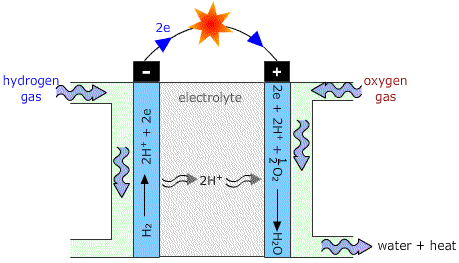 2e
-
+
hydrogen
gas
electrolyte
oxygen
gas
H₂ → 2H⁺ + 2e
2H⁺
2e + 2H⁺ + ½O₂ → H₂O
water + heat